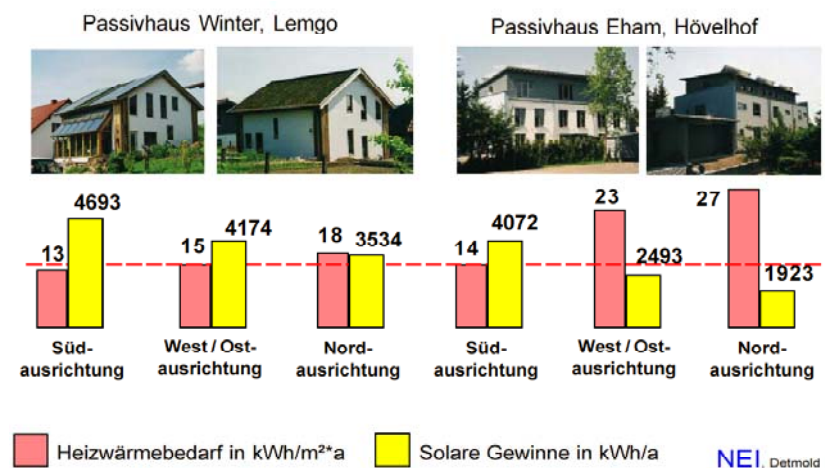 Passivhaus Winter, Lemgo
Passivhaus Eham, Hövelhof
4693
13
4174
15
18
3534
4072
14
23
2493
27
1923
Süd-
ausrichtung
West / Ost-
ausrichtung
Nord-
ausrichtung
Süd-
ausrichtung
West / Ost-
ausrichtung
Nord-
ausrichtung
Heizwärmebedarf in kWh/m²*a
Solare Gewinne in kWh/a
NEI, Detmold